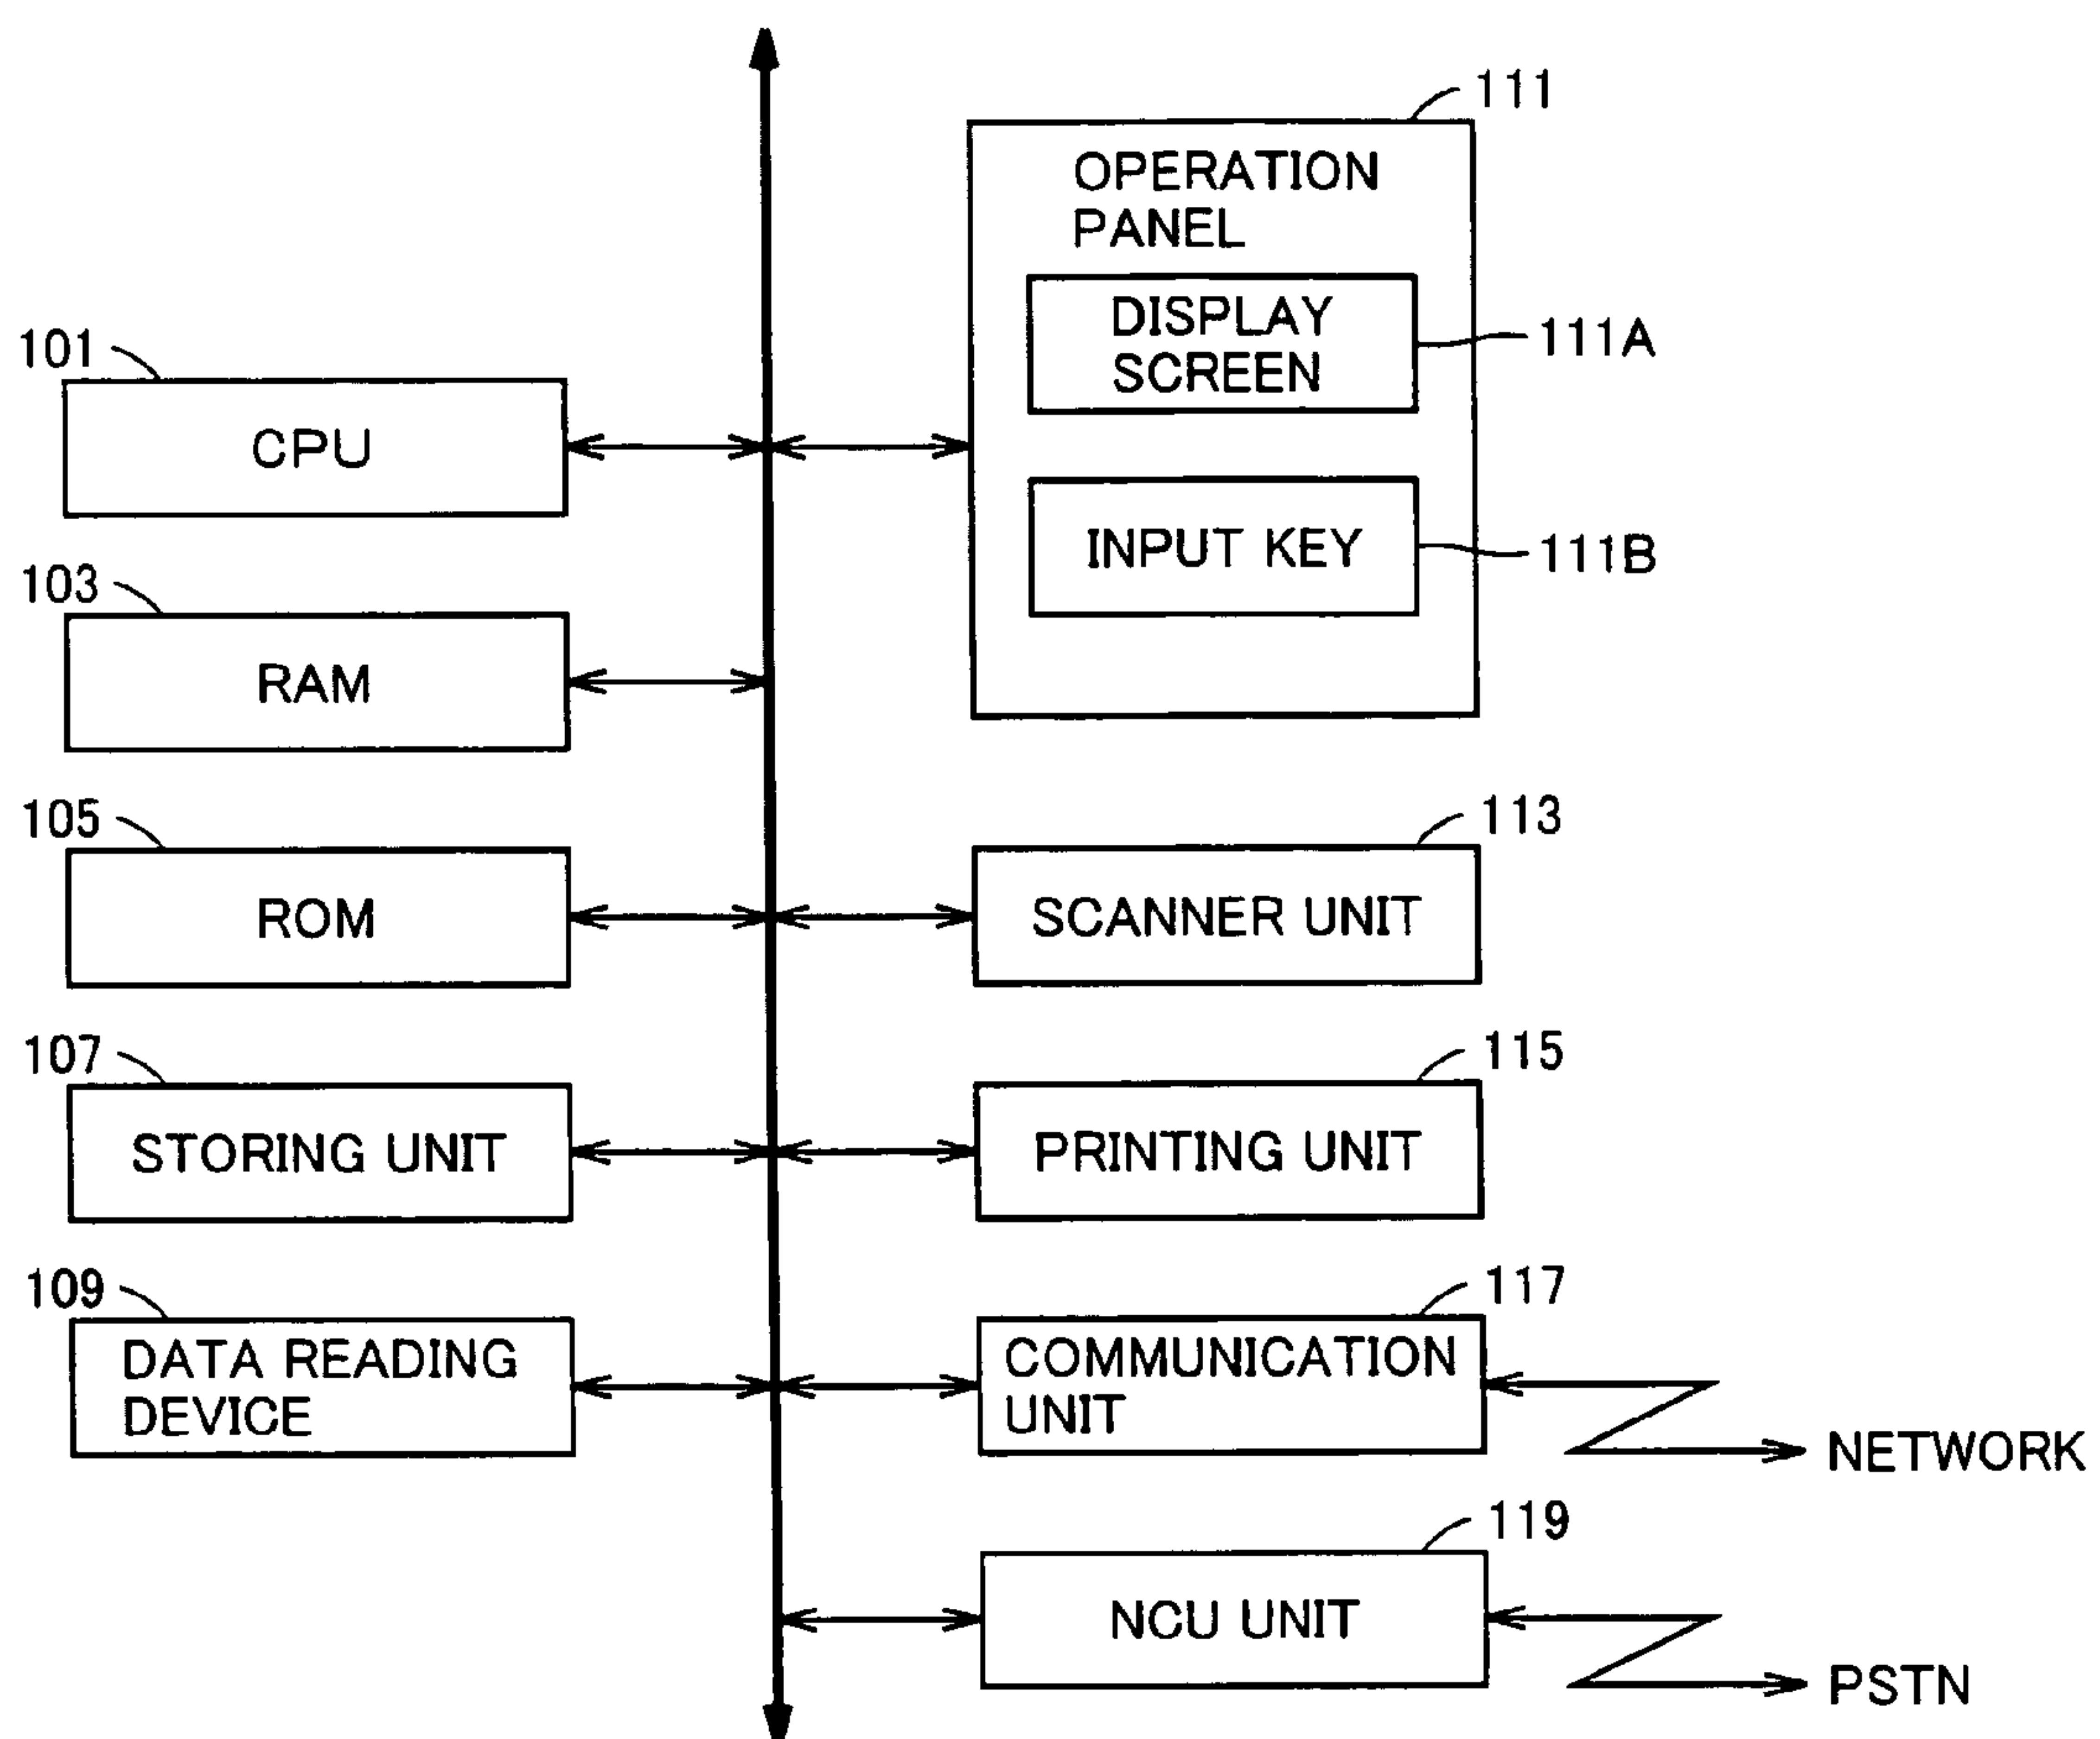 111
OPERATION
PANEL
DISPLAY
SCREEN
111A
INPUT KEY
111B
101
CPU
103
RAM
105
ROM
113
SCANNER UNIT
107
STORING UNIT
115
PRINTING UNIT
109
DATA READING
DEVICE
117
COMMUNICATION
UNIT
NETWORK
119
NCU UNIT
PSTN